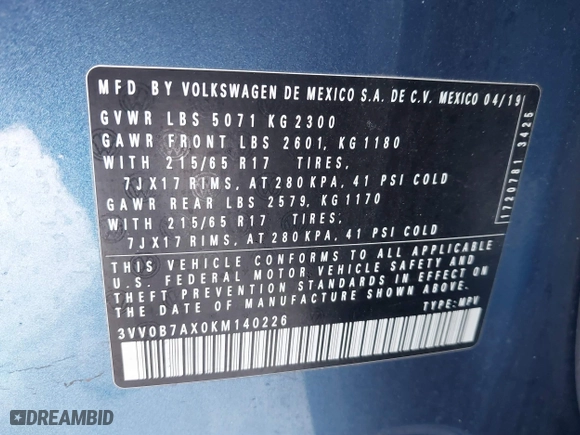 MFD BY VOLKSWAGEN DE MEXICO S.A. DE C.V. MEXICO 04/19
GVWR LBS 5071 KG 2300
GAWR FRONT LBS 2601, KG 1180
WITH 215/65 R17 TIRES,
7JX17 RIMS, AT 280 KPA, 41 PSI COLD
GAWR REAR LBS 2579, KG 1170
WITH 215/65 R17 TIRES,
7JX17 RIMS, AT 280 KPA, 41 PSI COLD
THIS VEHICLE CONFORMS TO ALL APPLICABLE
U.S. FEDERAL MOTOR VEHICLE SAFETY AND
THEFT PREVENTION STANDARDS IN EFFECT ON
THE DATE OF MANUFACTURE SHOWN ABOVE.
3VV0B7AX0KM140226 TYPE: MPV
17207B1 3426
DREAMBID